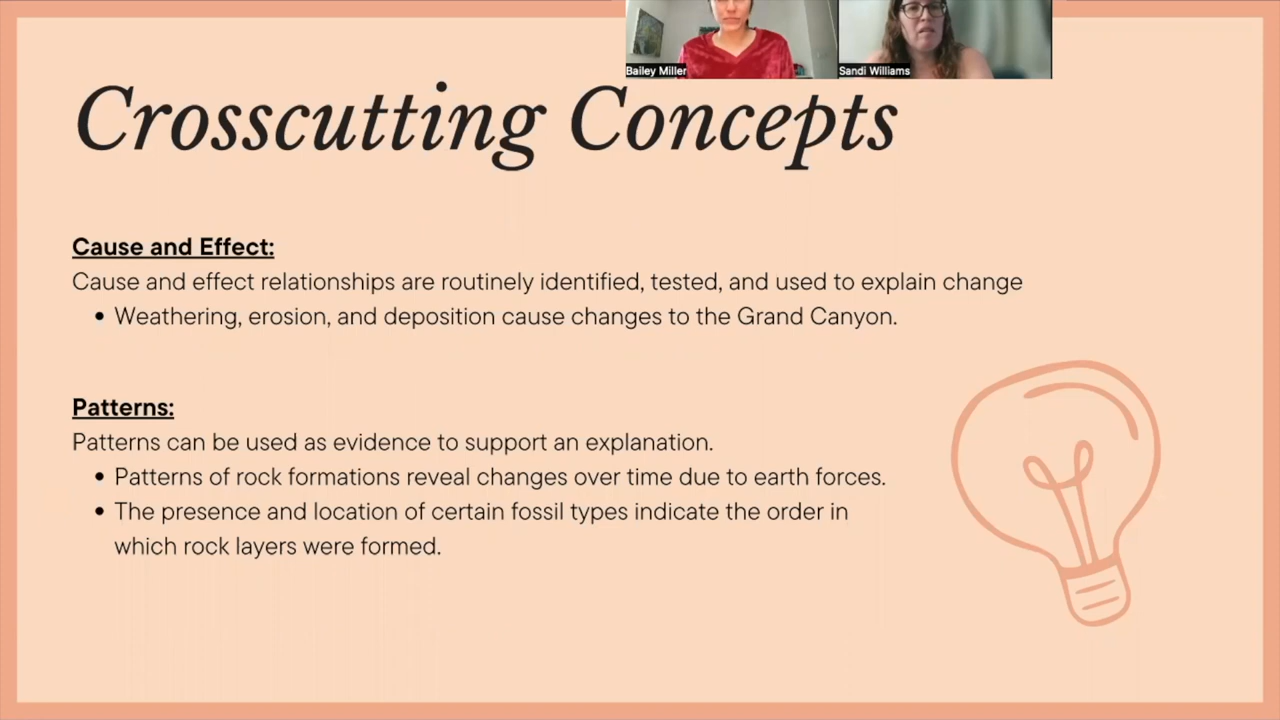 Bailey Miller
Sandi Williams
Crosscutting Concepts
Cause and Effect:
Cause and effect relationships are routinely identified, tested, and used to explain change
• Weathering, erosion, and deposition cause changes to the Grand Canyon.
Patterns:
Patterns can be used as evidence to support an explanation.
• Patterns of rock formations reveal changes over time due to earth forces.
• The presence and location of certain fossil types indicate the order in
which rock layers were formed.